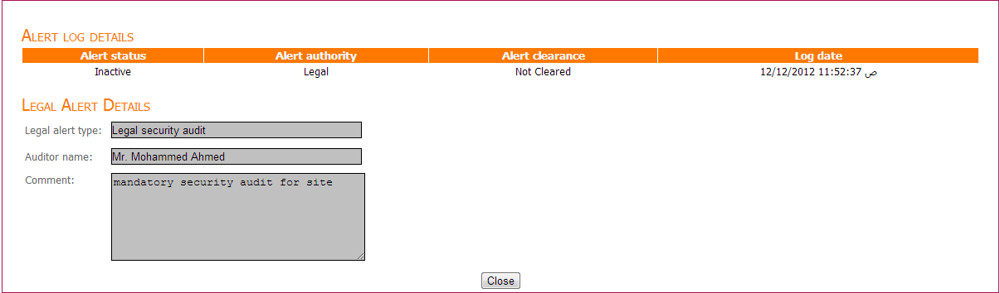 Alert log details
Alert status Alert authority Alert clearance Log date
Inactive Legal Not Cleared 12/12/2012 11:52:37 ص
Legal Alert Details
Legal alert type: Legal security audit
Auditor name: Mr. Mohammed Ahmed
Comment: mandatory security audit for site
Close